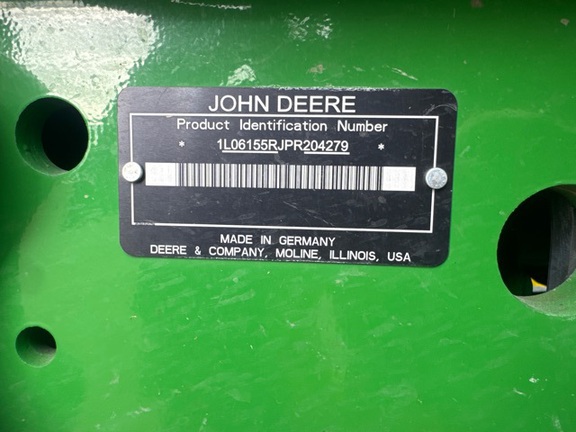 JOHN DEERE
Product Identification Number
* 1L06155RJPR204279 *
MADE IN GERMANY
DEERE & COMPANY, MOLINE, ILLINOIS, USA